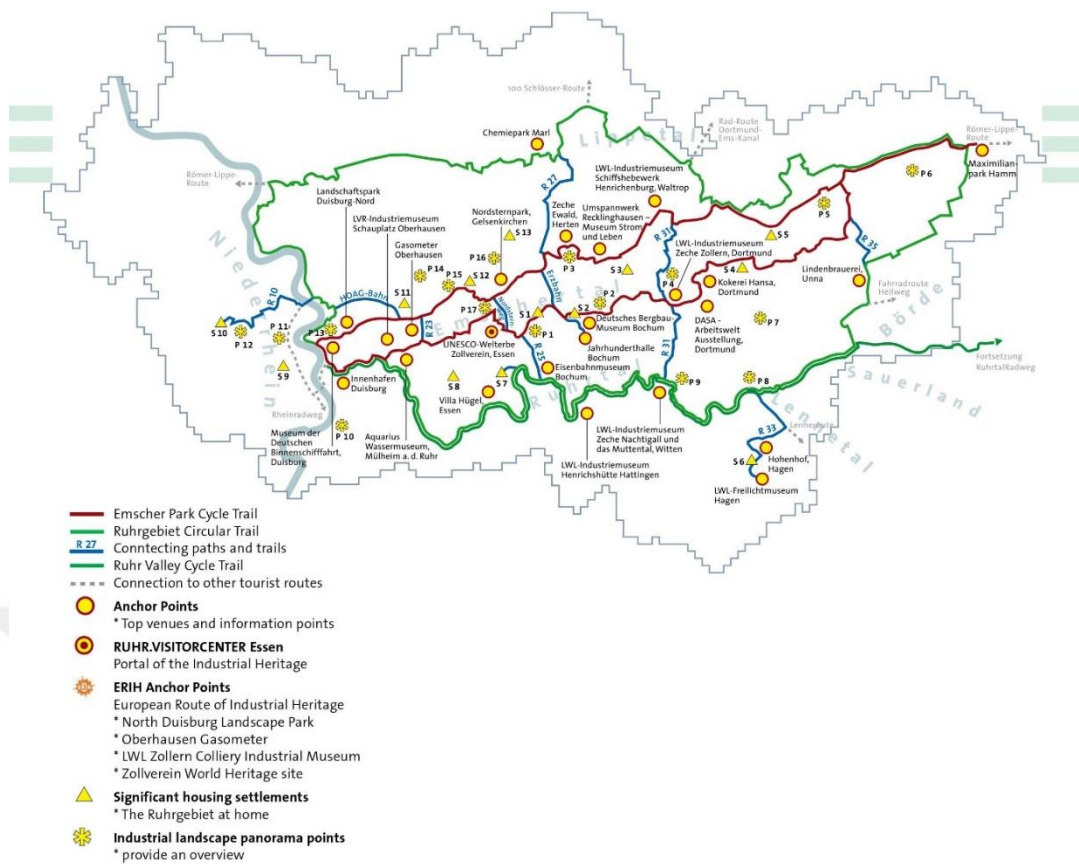 100 Schlösser-Route
Chemiepark Marl
Lippetal
Rad-Route
Dortmund-
Ems-Kanal
Römer-Lippe-
Route
Maximilian-
park Hamm
P 6
R 27
LWL-Industriemuseum
Schiffshebewerk
Henrichenburg, Waltrop
Römer-Lippe-
Route
Landschaftspark
Duisburg-Nord
LVR-Industriemuseum
Schauplatz Oberhausen
Gasometer
Oberhausen
Nordsternpark,
Gelsenkirchen
S 13
Zeche
Ewald,
Herten
Umspannwerk
Recklinghausen –
Museum Strom
und Leben
R 31
P 5
S 5
R 35
LWL-Industriemuseum
Zeche Zollern, Dortmund
P 16
P 14
P 15
S 12
P 3
S 3
P 4
S 4
Kokerei Hansa,
Dortmund
Lindenbrauerei,
Unna
Niederrhein
R 10
HOAG-Bahn
S 11
Emschertal
Erzbahn
P 2
P 17
S 1
S 2
P 1
Deutsches Bergbau-
Museum Bochum
DASA -
Arbeitswelt
Ausstellung,
Dortmund
P 7
Fahrradroute
Hellweg
Börde
S 10
P 12
P 11
P 13
R 23
UNESCO-Welterbe
Zollverein, Essen
R 25
Jahrhunderthalle
Bochum
Eisenbahnmuseum
Bochum
R 31
Fortsetzung
RuhrtalRadweg
S 9
Innenhafen
Duisburg
S 8
S 7
Villa Hügel,
Essen
Ruhrtal
P 9
P 8
Sauerland
Rheinradweg
P 10
Museum der
Deutschen
Binnenschifffahrt,
Duisburg
Aquarius
Wassermuseum,
Mülheim a. d. Ruhr
LWL-Industriemuseum
Henrichshütte Hattingen
LWL-Industriemuseum
Zeche Nachtigall und
das Muttental, Witten
R 33
Lennetal
S 6
Hohenhof,
Hagen
LWL-Freilichtmuseum
Hagen
Emscher Park Cycle Trail
Ruhrgebiet Circular Trail
R 27 Conntecting paths and trails
Ruhr Valley Cycle Trail
Connection to other tourist routes
Anchor Points
* Top venues and information points
RUHR.VISITORCENTER Essen
Portal of the Industrial Heritage
ERIH Anchor Points
European Route of Industrial Heritage
* North Duisburg Landscape Park
* Oberhausen Gasometer
* LWL Zollern Colliery Industrial Museum
* Zollverein World Heritage site
Significant housing settlements
* The Ruhrgebiet at home
Industrial landscape panorama points
* provide an overview